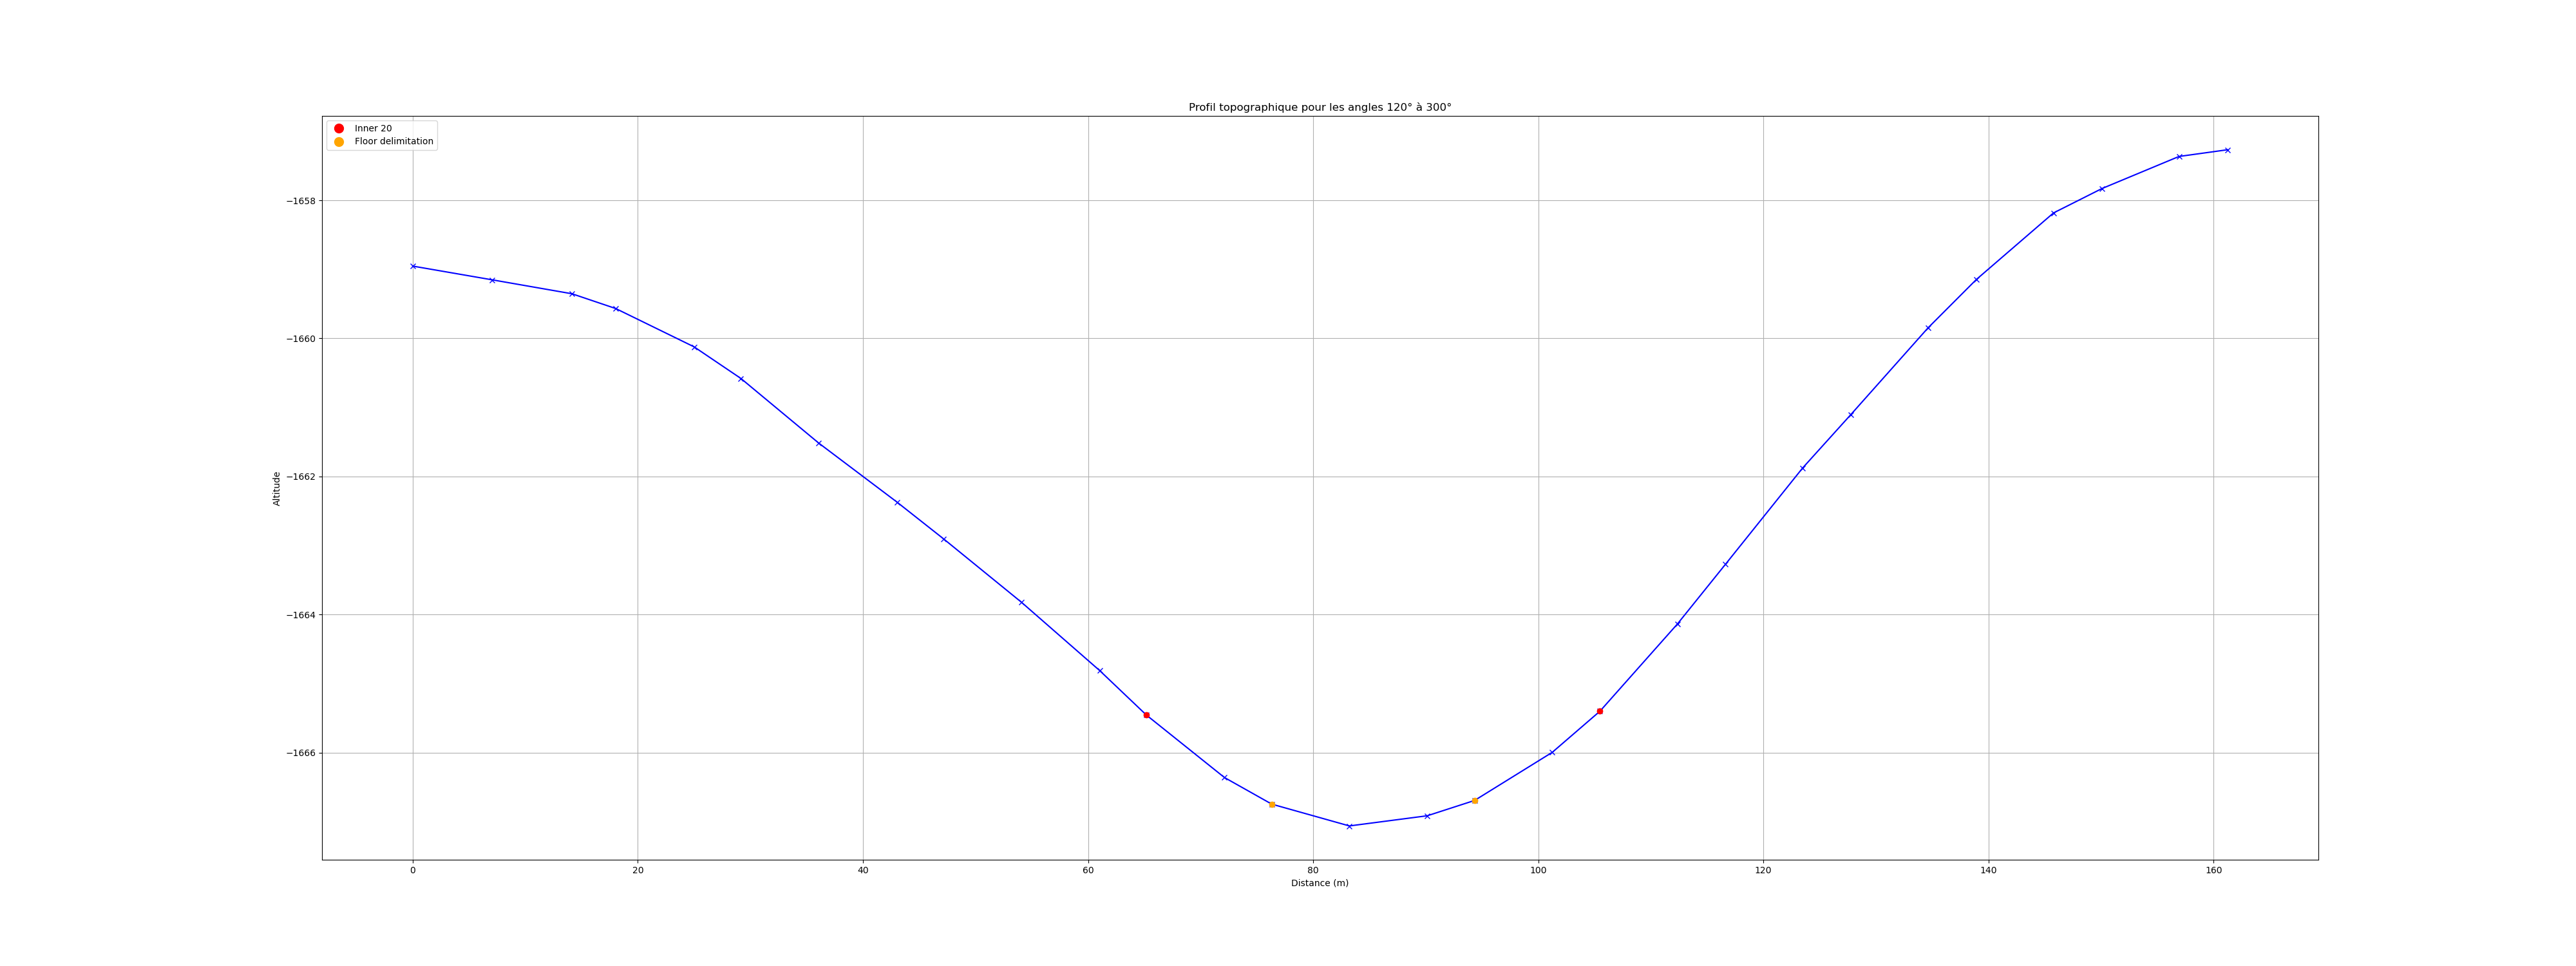 Profil topographique pour les angles 120° à 300°
Inner 20
Floor delimitation
−1658
−1660
−1662
−1664
−1666
Altitude
0 20 40 60 80 100 120 140 160
Distance (m)